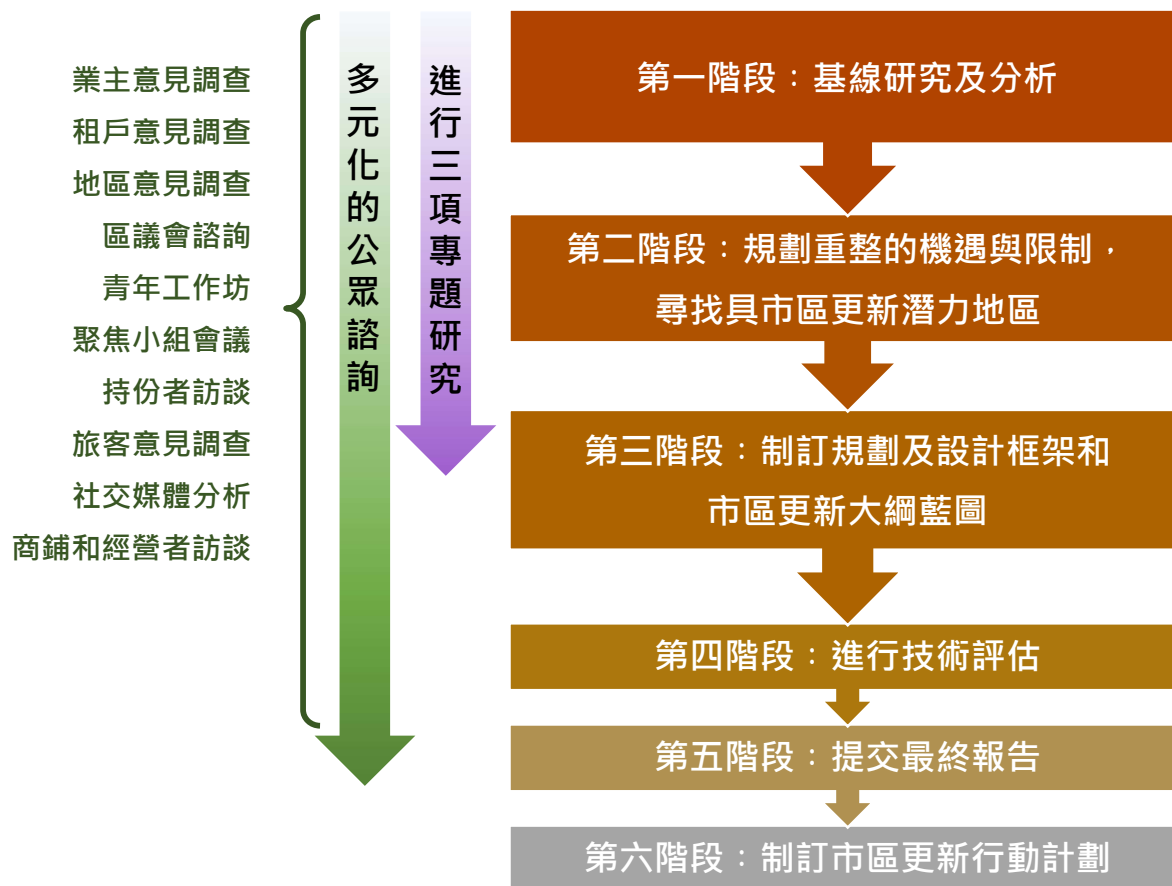 業主意見調查
租戶意見調查
地區意見調查
區議會諮詢
青年工作坊
聚焦小組會議
持份者訪談
旅客意見調查
社交媒體分析
商鋪和經營者訪談
多元化的公眾諮詢
進行三項專題研究
第一階段：基線研究及分析
第二階段：規劃重整的機遇與限制，
尋找具市區更新潛力地區
第三階段：制訂規劃及設計框架和
市區更新大綱藍圖
第四階段：進行技術評估
第五階段：提交最終報告
第六階段：制訂市區更新行動計劃